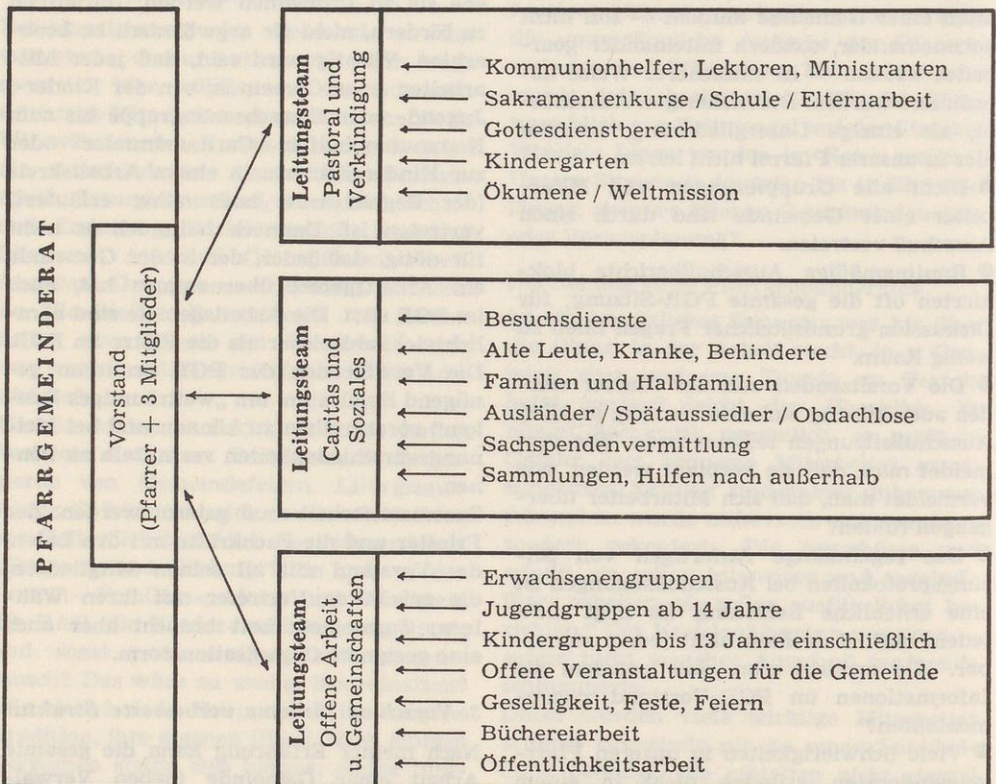 PFARRGEMEINDERAT
Vorstand
(Pfarrer + 3 Mitglieder)
Leitungsteam
Pastoral und
Verkündigung
Kommunionhelfer, Lektoren, Ministranten
Sakramentenkurse / Schule / Elternarbeit
Gottesdienstbereich
Kindergarten
Ökumene / Weltmission
Leitungsteam
Caritas und
Soziales
Besuchsdienste
Alte Leute, Kranke, Behinderte
Familien und Halbfamilien
Ausländer / Spätaussiedler / Obdachlose
Sachspendenvermittlung
Sammlungen, Hilfen nach außerhalb
Leitungsteam
Offene Arbeit
u. Gemeinschaften
Erwachsenengruppen
Jugendgruppen ab 14 Jahre
Kindergruppen bis 13 Jahre einschließlich
Offene Veranstaltungen für die Gemeinde
Geselligkeit, Feste, Feiern
Büchereiarbeit
Öffentlichkeitsarbeit